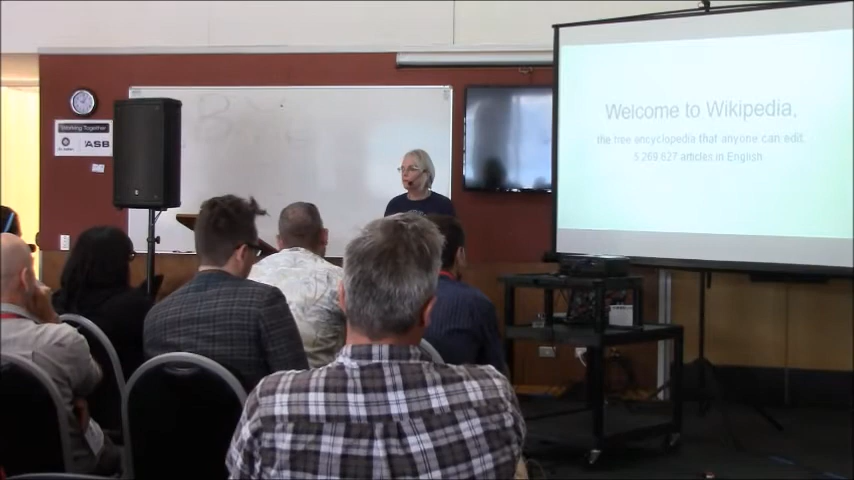 Working Together
ASB
Welcome to Wikipedia,
the free encyclopedia that anyone can edit.
5 269 627 articles in English